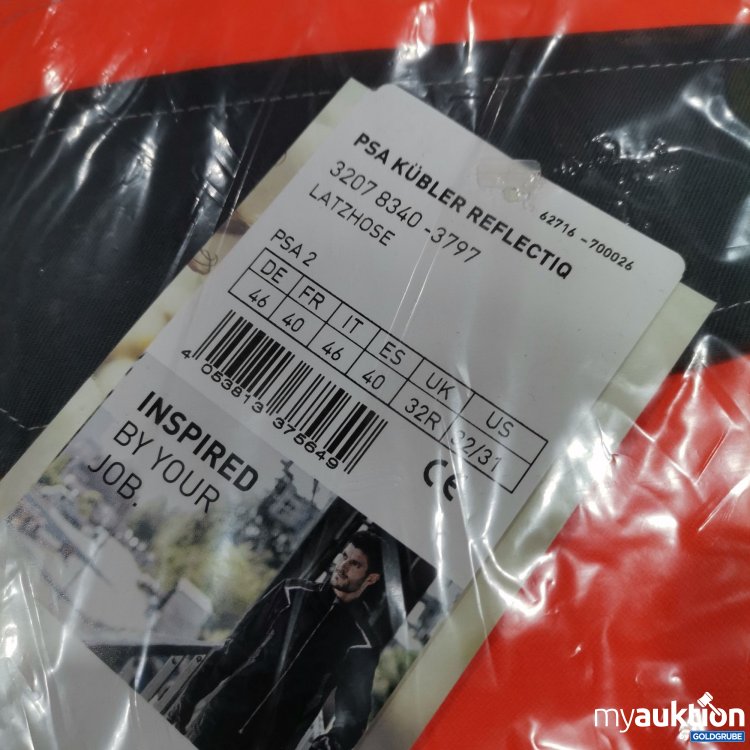 PSA KÜBLER REFLECTIQ
3207 8340 -3797
62716 -700026
LATZHOSE
PSA 2
DE FR IT ES UK US
46 40 46 40 32R 32/31
4 053813 375649
CE
INSPIRED
BY YOUR
JOB.
myauktion
GOLDGRUBE